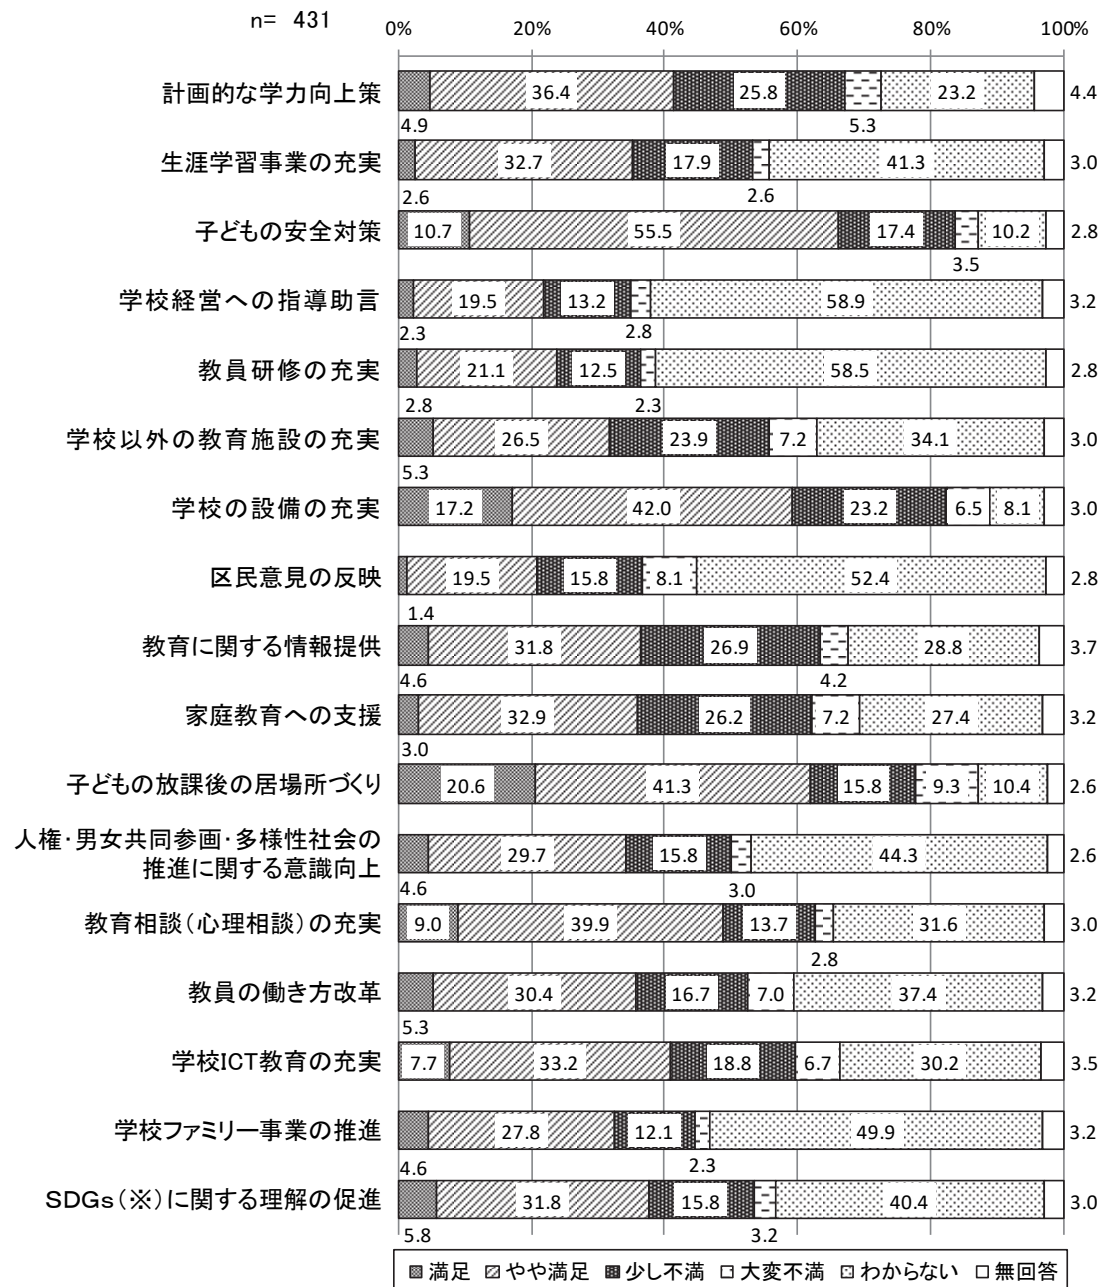 n= 431
0% 20% 40% 60% 80% 100%
計画的な学力向上策 36.4 25.8 23.2 4.4
4.9 5.3
生涯学習事業の充実 32.7 17.9 41.3 3.0
2.6 2.6
子どもの安全対策 10.7 55.5 17.4 10.2 2.8
3.5
学校経営への指導助言 19.5 13.2 58.9 3.2
2.3 2.8
教員研修の充実 21.1 12.5 58.5 2.8
2.8 2.3
学校以外の教育施設の充実 26.5 23.9 7.2 34.1 3.0
5.3
学校の設備の充実 17.2 42.0 23.2 6.5 8.1 3.0
区民意見の反映 19.5 15.8 8.1 52.4 2.8
1.4
教育に関する情報提供 31.8 26.9 28.8 3.7
4.6 4.2
家庭教育への支援 32.9 26.2 7.2 27.4 3.2
3.0
子どもの放課後の居場所づくり 20.6 41.3 15.8 9.3 10.4 2.6
人権・男女共同参画・多様性社会の
推進に関する意識向上 29.7 15.8 44.3 2.6
4.6 3.0
教育相談（心理相談）の充実 9.0 39.9 13.7 31.6 3.0
2.8
教員の働き方改革 30.4 16.7 7.0 37.4 3.2
5.3
学校ICT教育の充実 7.7 33.2 18.8 6.7 30.2 3.5
学校ファミリー事業の推進 27.8 12.1 49.9 3.2
4.6 2.3
SDGs（※）に関する理解の促進 31.8 15.8 40.4 3.0
5.8 3.2
満足 やや満足 少し不満 大変不満 わからない 無回答